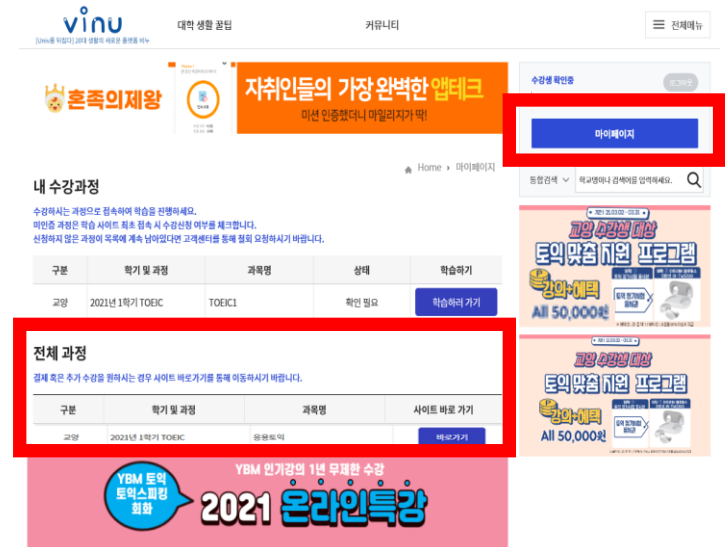 vinu
대학 생활 꿀팁
커뮤니티
전체메뉴
[Univ를 뒤집다] 20대 생활의 새로운 플랫폼 비누
혼족의제왕
자취인들의 가장 완벽한 앱테크
미션 인증했더니 마일리지가 딱!
수강생 확인중
로그아웃
마이페이지
Home › 마이페이지
통합검색
학교명이나 검색어를 입력하세요.
내 수강과정
수강하시는 과정으로 접속하여 학습을 진행하세요.
미인증 과정은 학습 사이트 최초 접속 시 수강신청 여부를 체크합니다.
신청하지 않은 과정이 목록에 계속 남아있다면 고객센터를 통해 철회 요청하시기 바랍니다.
구분 학기 및 과정 과목명 상태 학습하기
교양 2021년 1학기 TOEIC TOEIC1 확인 필요 학습하러 가기
전체 과정
결제 혹은 추가 수강을 원하시는 경우 사이트 바로가기를 통해 이동하시기 바랍니다.
구분 학기 및 과정 과목명 사이트 바로 가기
교양 2021년 1학기 TOEIC 응용토익 바로가기
교양 수강생 대상
토익 맞춤 지원 프로그램
강의+혜택
All 50,000원
교양 수강생 대상
토익 맞춤 지원 프로그램
강의+혜택
All 50,000원
YBM 토익
토익스피킹
회화
YBM 인기강의 1년 무제한 수강
2021 온라인특강